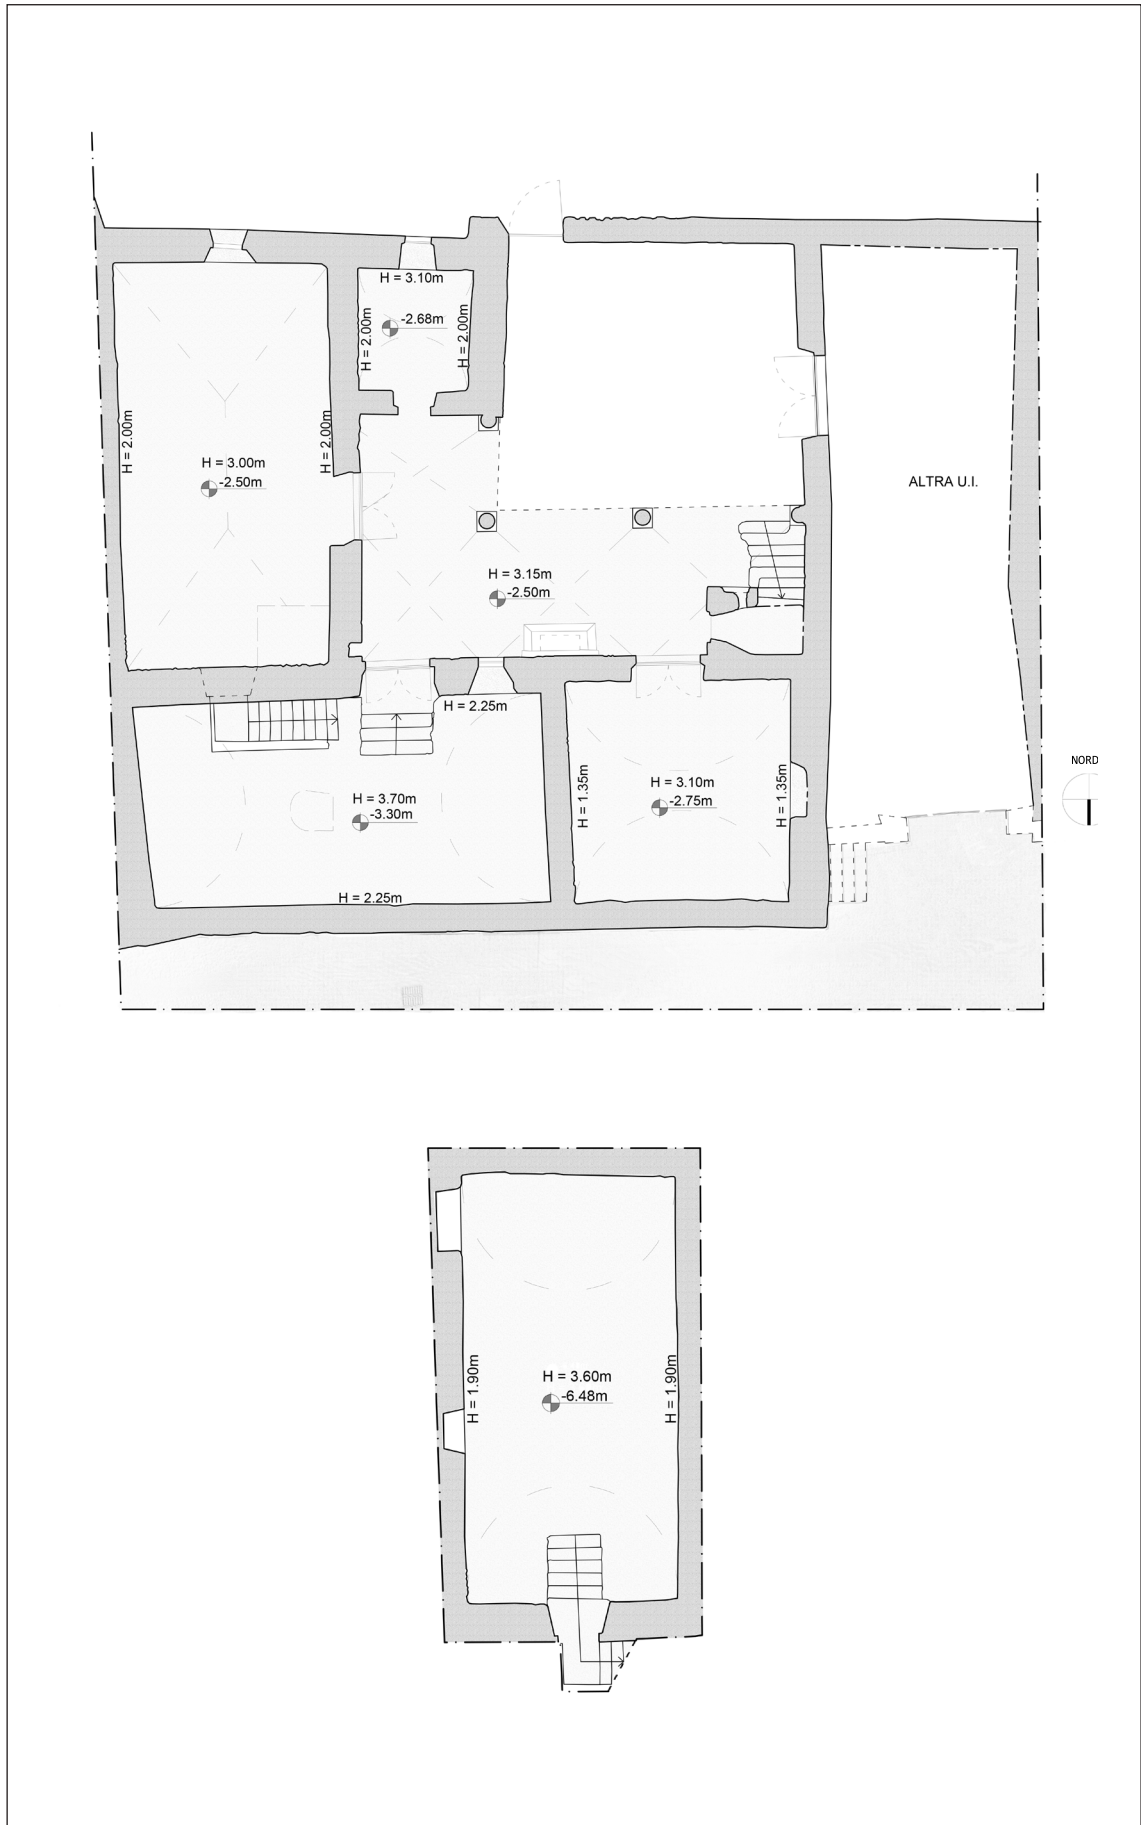 H = 3.10m
-2.68m
H = 2.00m
H = 2.00m
H = 2.00m
H = 2.00m
H = 3.00m
-2.50m
ALTRA U.I.
H = 3.15m
-2.50m
H = 2.25m
NORD
H = 3.70m
-3.30m
H = 1.35m
H = 3.10m
-2.75m
H = 1.35m
H = 2.25m
H = 1.90m
H = 3.60m
-6.48m
H = 1.90m